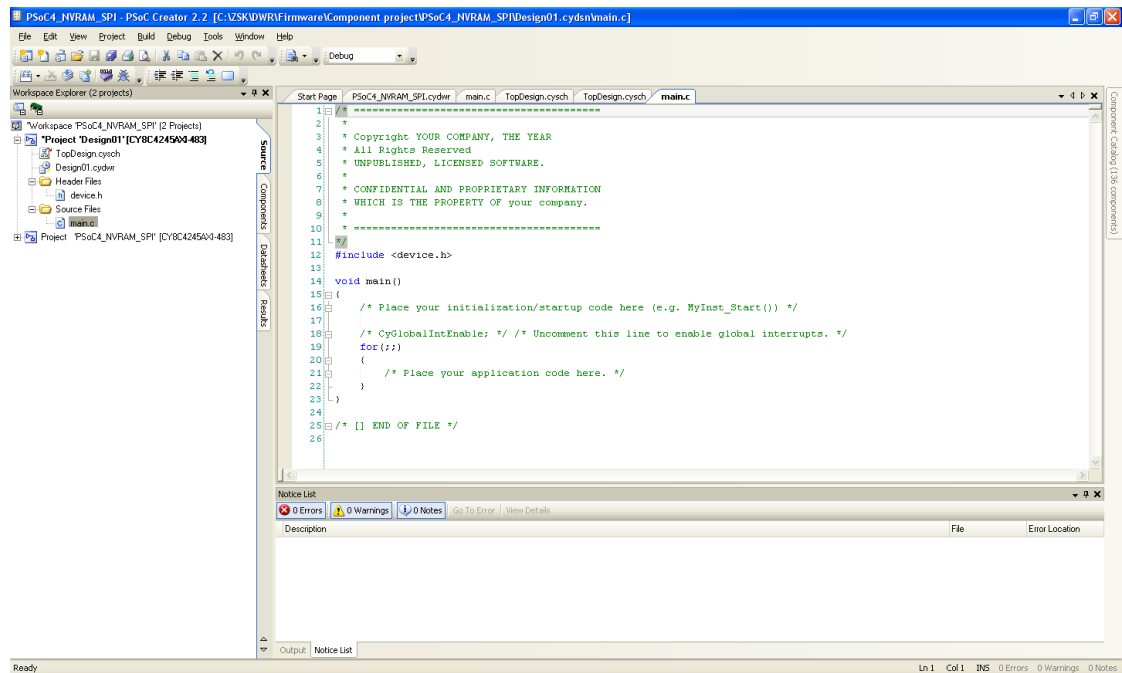 PSoC4_NVRAM_SPI - PSoC Creator 2.2 [C:\ZSK\DWR\Firmware\Component project\PSoC4_NVRAM_SPI\Design01.cydsn\main.c]
File Edit View Project Build Debug Tools Window Help
Debug
Workspace Explorer (2 projects)
Workspace 'PSoC4_NVRAM_SPI' (2 Projects)
*Project 'Design01' [CY8C4245AXI-483]
TopDesign.cysch
Design01.cydwr
Header Files
device.h
Source Files
main.c
Project 'PSoC4_NVRAM_SPI' [CY8C4245AXI-483]
Source
Components
Datasheets
Results
Start Page PSoC4_NVRAM_SPI.cydwr main.c TopDesign.cysch TopDesign.cysch main.c
1 /* ========================================
2 *
3 * Copyright YOUR COMPANY, THE YEAR
4 * All Rights Reserved
5 * UNPUBLISHED, LICENSED SOFTWARE.
6 *
7 * CONFIDENTIAL AND PROPRIETARY INFORMATION
8 * WHICH IS THE PROPERTY OF your company.
9 *
10 * ========================================
11 */
12 #include <device.h>
13
14 void main()
15 {
16 /* Place your initialization/startup code here (e.g. MyInst_Start()) */
17
18 /* CyGlobalIntEnable; */ /* Uncomment this line to enable global interrupts. */
19 for(;;)
20 {
21 /* Place your application code here. */
22 }
23 }
24
25 /* [] END OF FILE */
26
Component Catalog (136 components)
Notice List
0 Errors 0 Warnings 0 Notes Go To Error View Details
Description File Error Location
Output Notice List
Ready Ln 1 Col 1 INS 0 Errors 0 Warnings 0 Notes